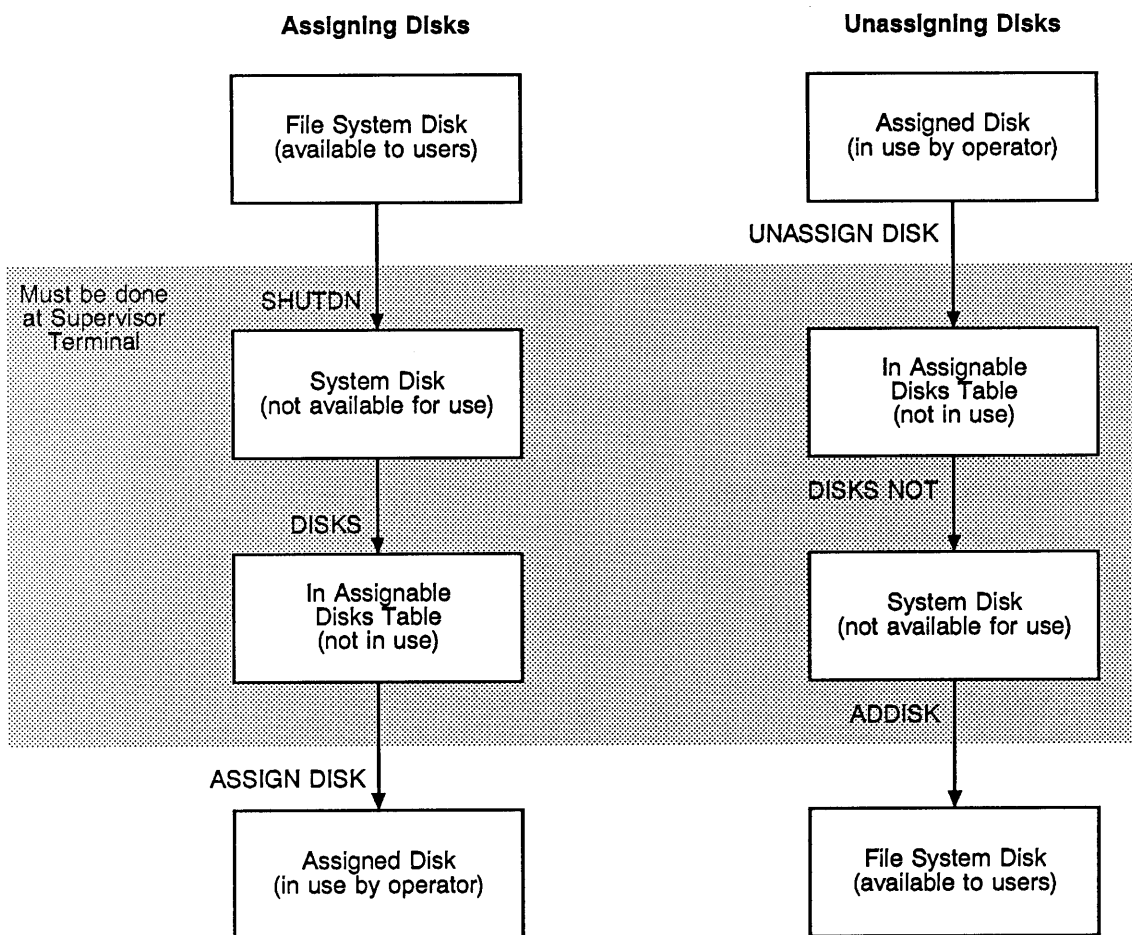 Assigning Disks
File System Disk
(available to users)
Must be done
at Supervisor
Terminal
SHUTDN
System Disk
(not available for use)
DISKS
In Assignable
Disks Table
(not in use)
ASSIGN DISK
Assigned Disk
(in use by operator)
Unassigning Disks
Assigned Disk
(in use by operator)
UNASSIGN DISK
In Assignable
Disks Table
(not in use)
DISKS NOT
System Disk
(not available for use)
ADDISK
File System Disk
(available to users)